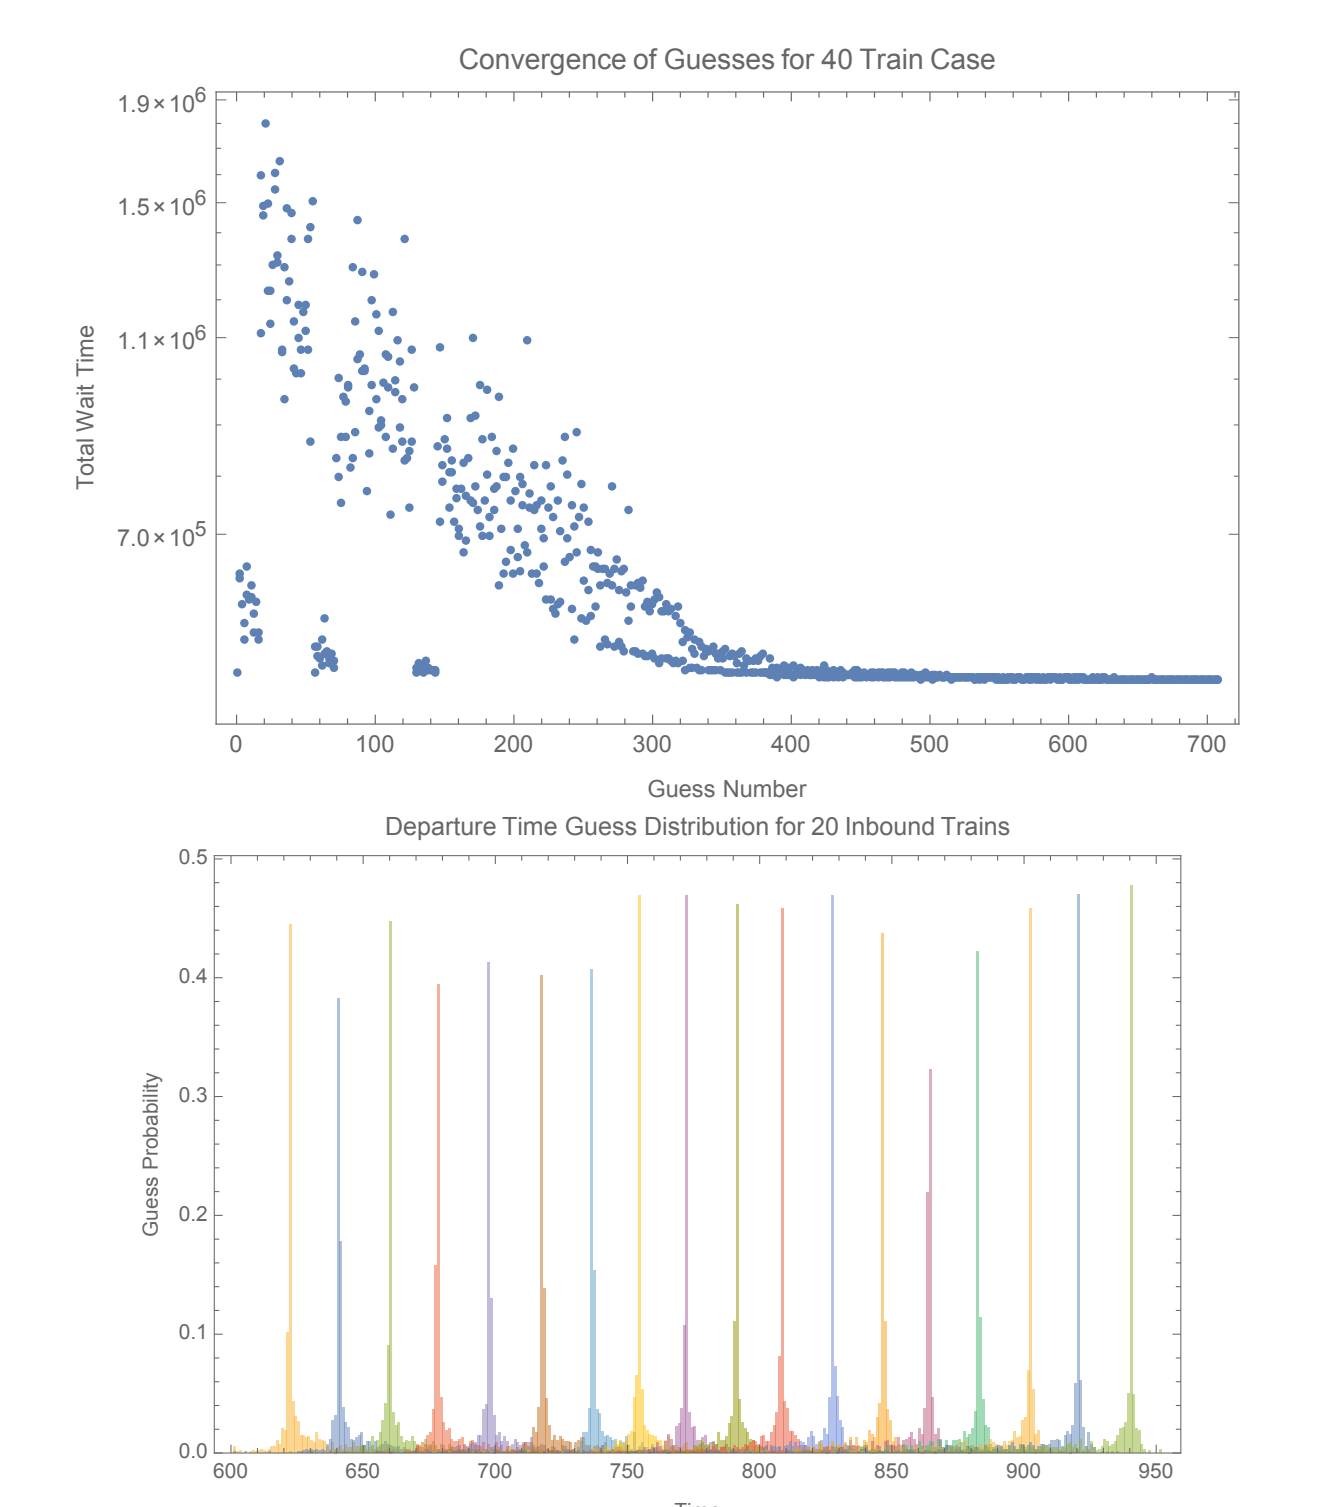 Convergence of Guesses for 40 Train Case
1.9×10^6
1.5×10^6
1.1×10^6
7.0×10^5
Total Wait Time
0 100 200 300 400 500 600 700
Guess Number
Departure Time Guess Distribution for 20 Inbound Trains
0.5
0.4
0.3
0.2
0.1
0.0
Guess Probability
600 650 700 750 800 850 900 950
Time